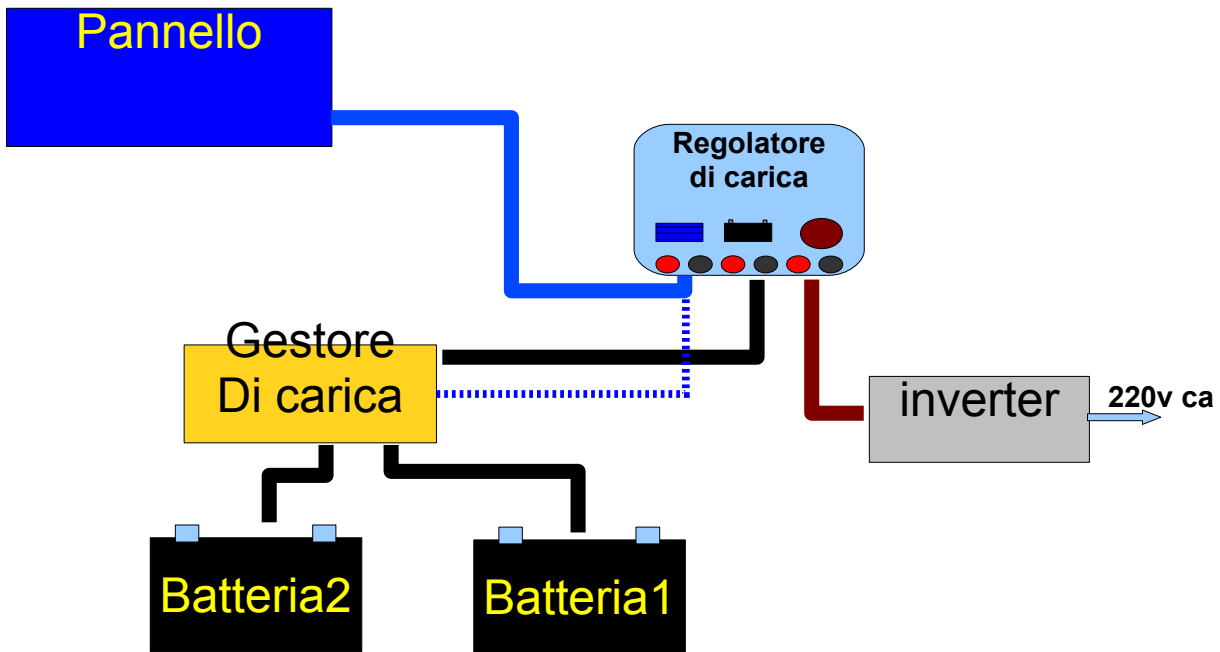 Pannello
Regolatore
di carica
Gestore
Di carica
inverter
220v ca
Batteria2
Batteria1